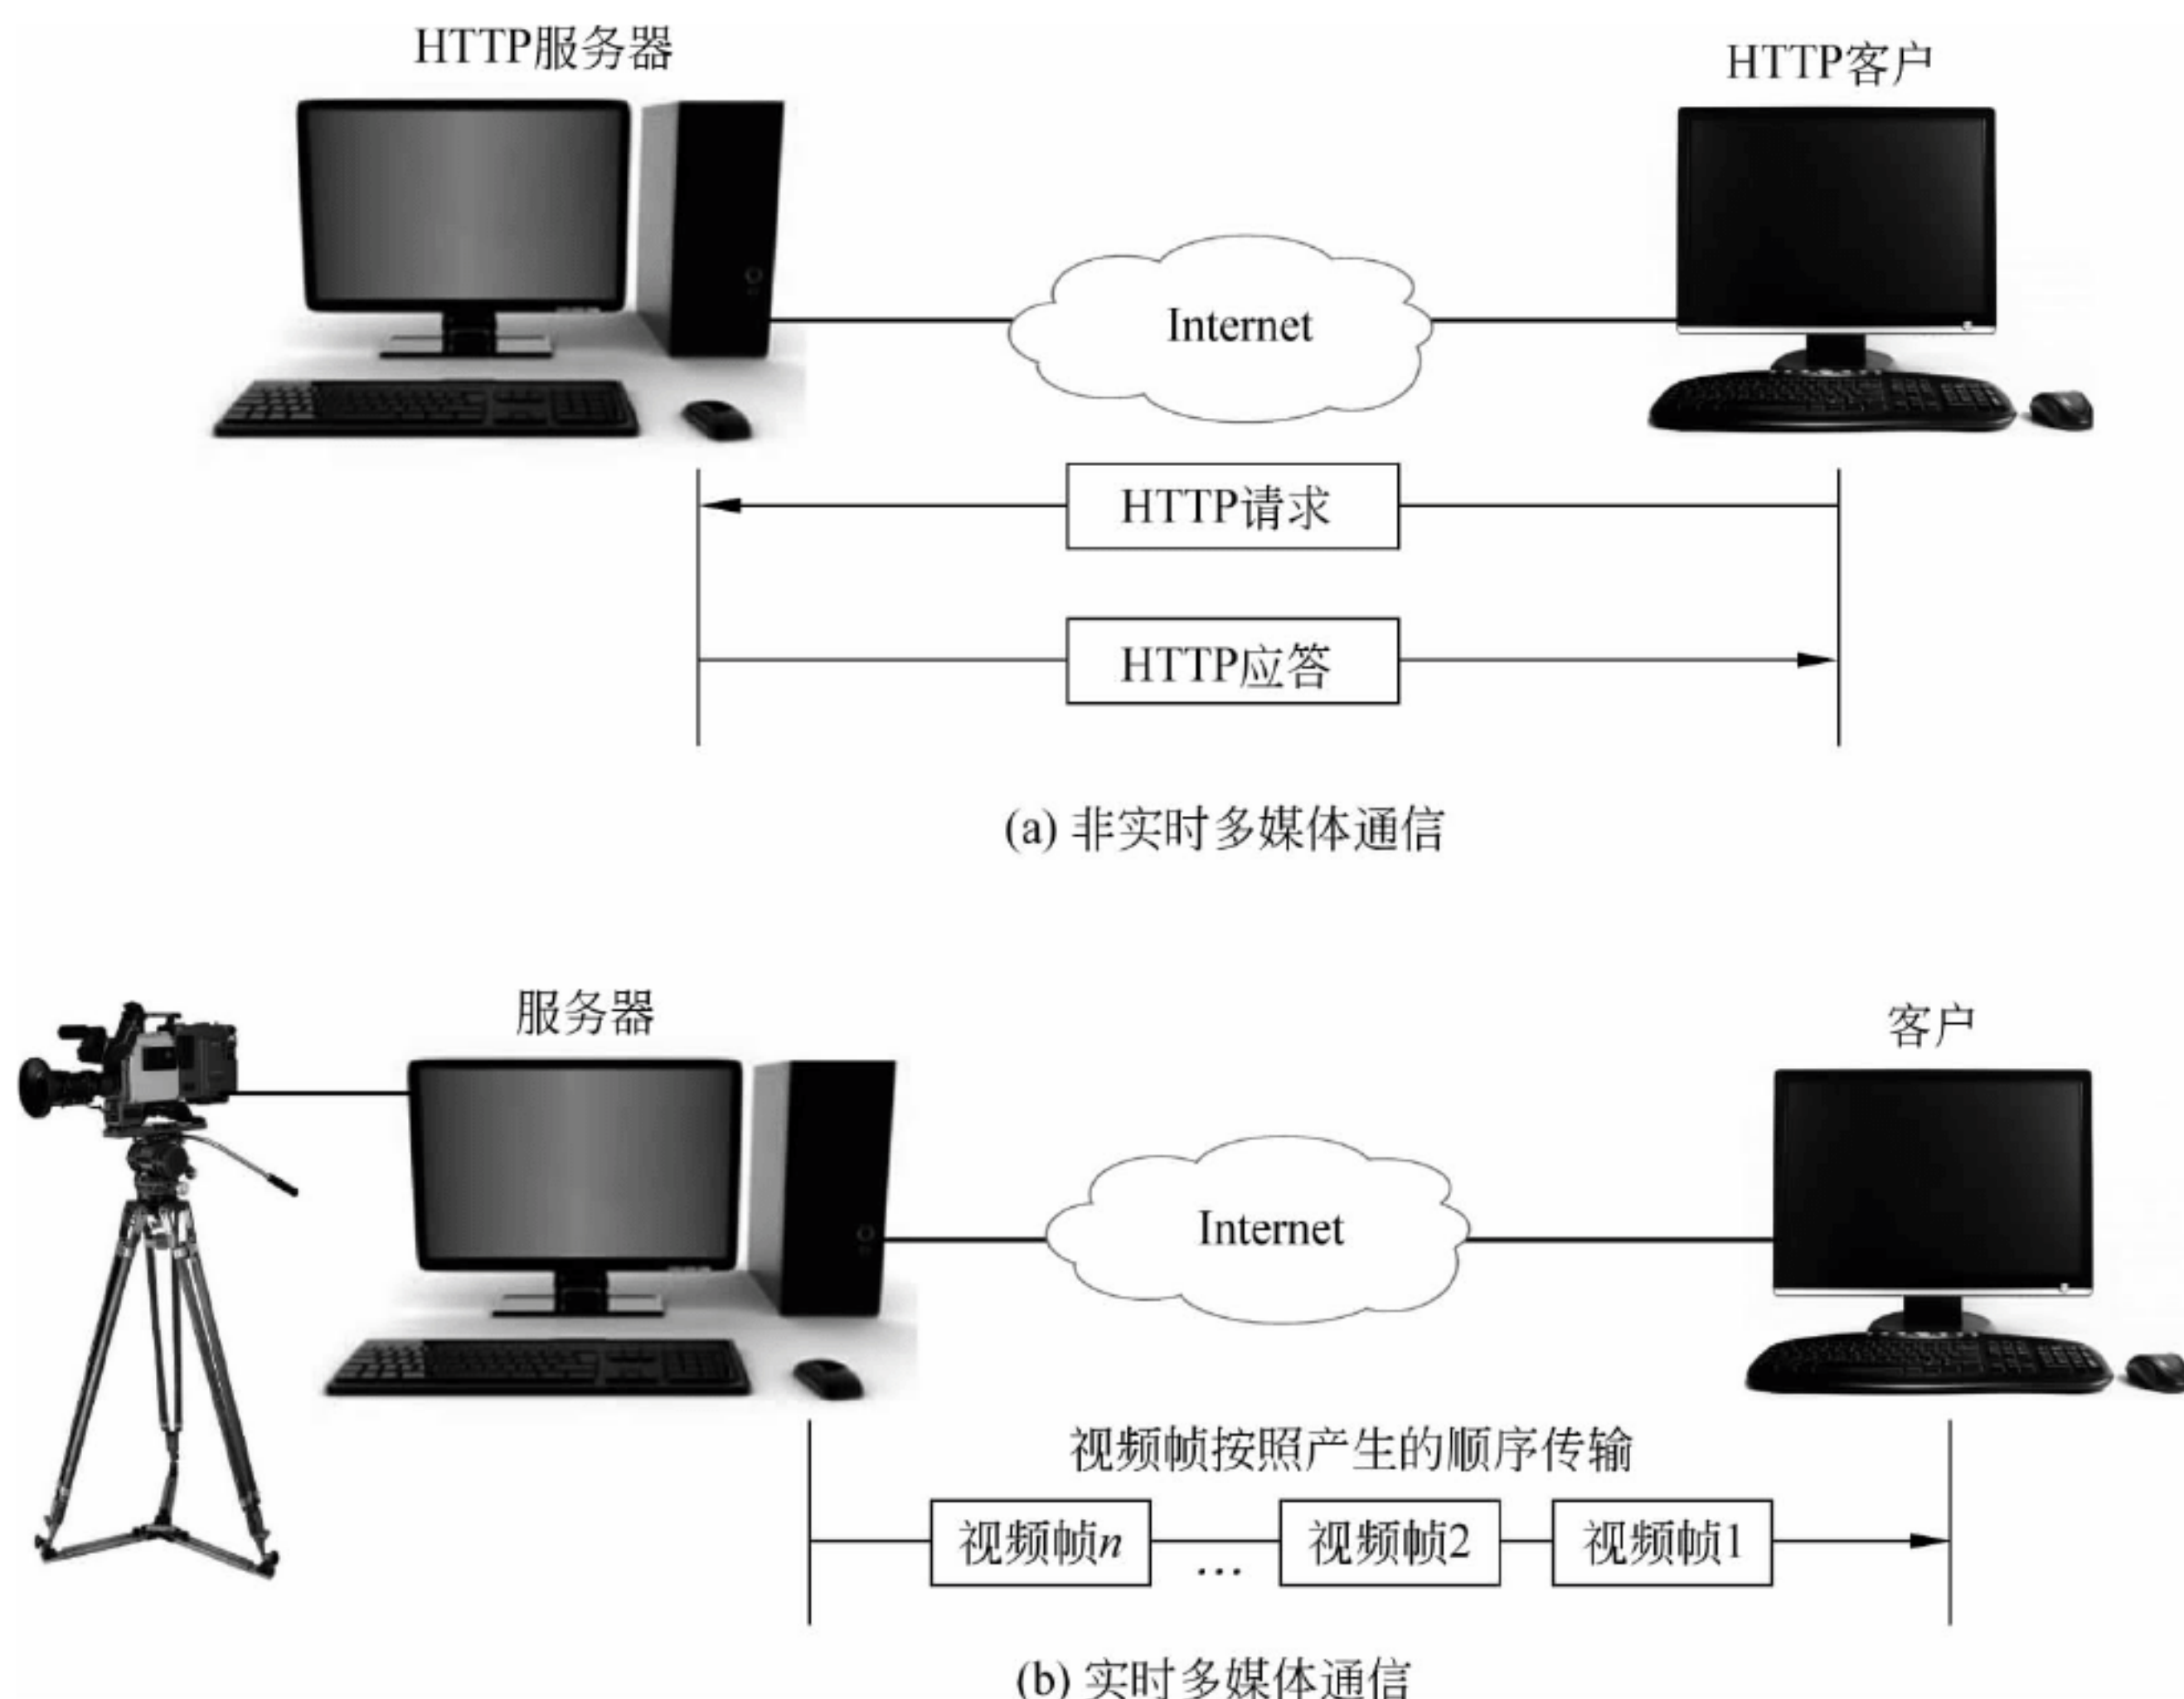 HTTP服务器
HTTP客户
Internet
HTTP请求
HTTP应答
(a) 非实时多媒体通信
服务器
客户
Internet
视频帧按照产生的顺序传输
视频帧n … 视频帧2 视频帧1
(b) 实时多媒体通信